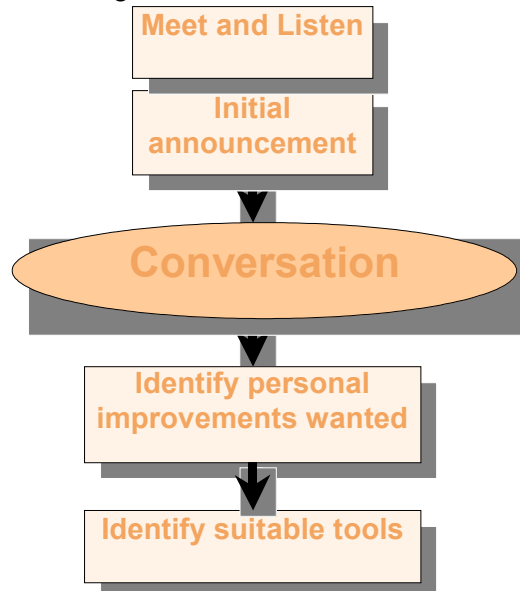 Meet and Listen
Initial
announcement
Conversation
Identify personal
improvements wanted
Identify suitable tools